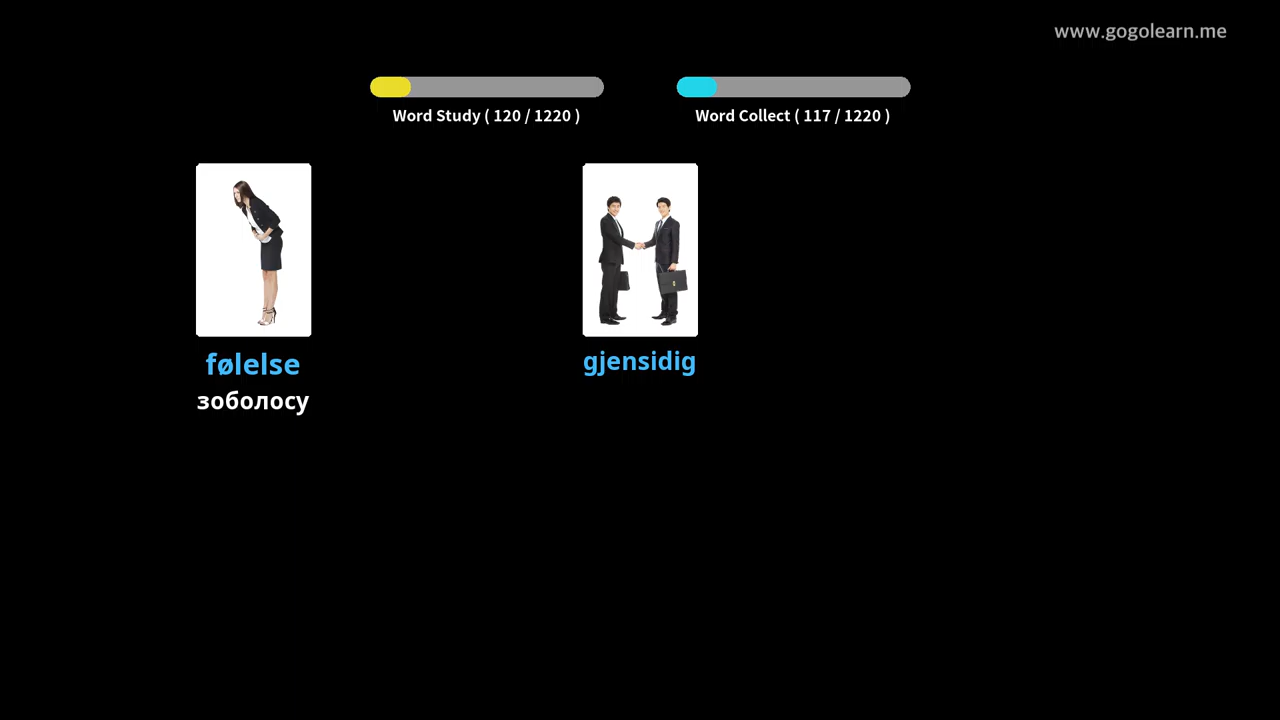 www.gogolearn.me
Word Study ( 120 / 1220 )
Word Collect ( 117 / 1220 )
følelse
зоболосу
gjensidig